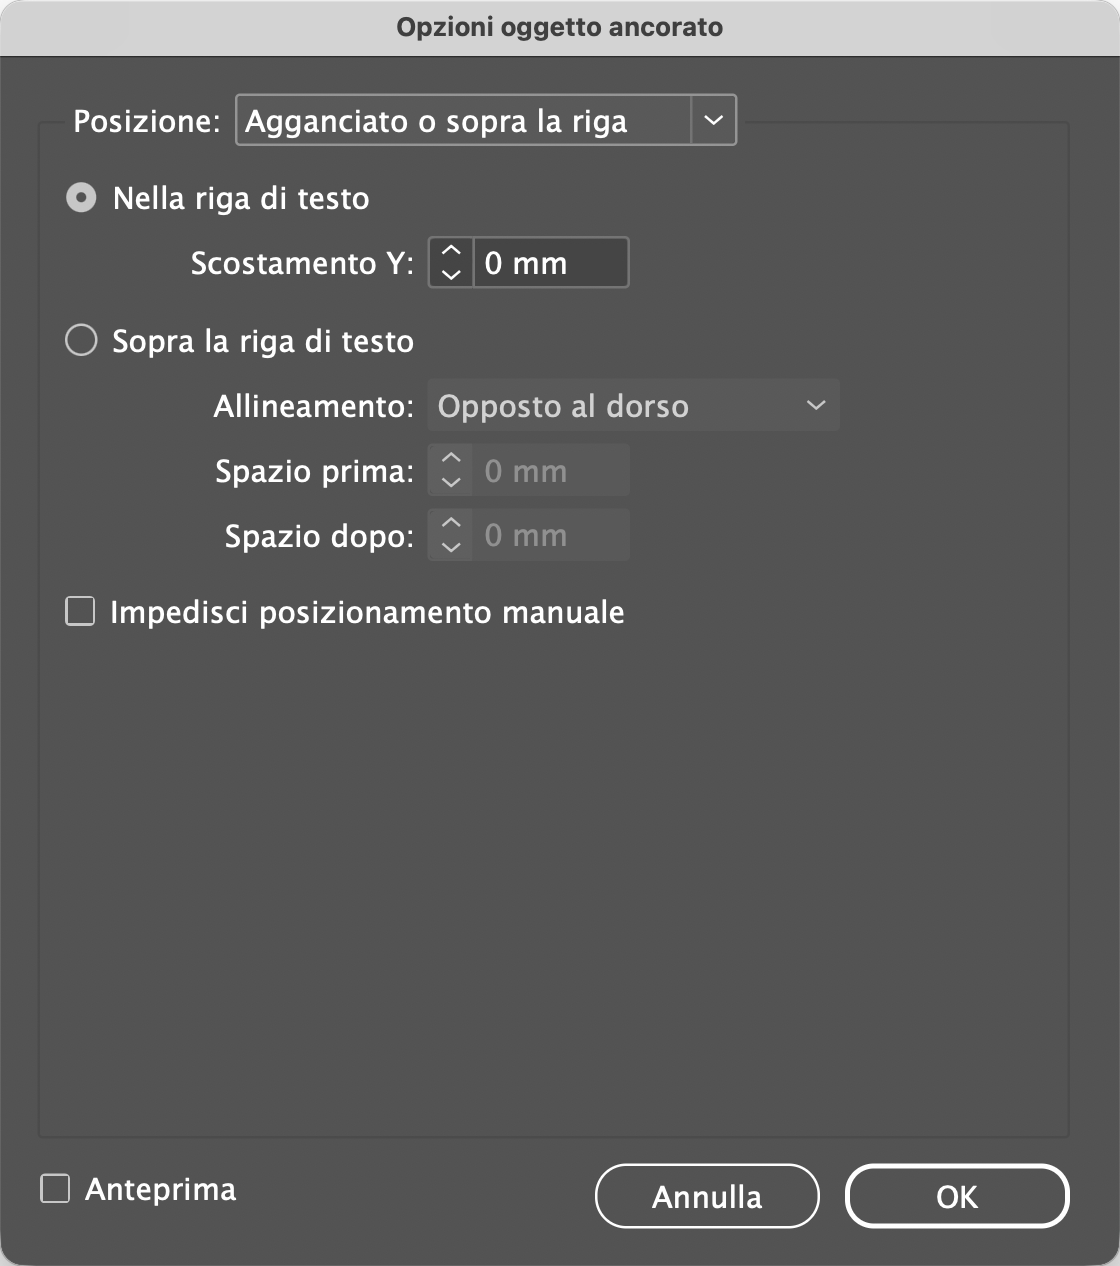 Opzioni oggetto ancorato
Posizione: Agganciato o sopra la riga
Nella riga di testo
Scostamento Y: 0 mm
Sopra la riga di testo
Allineamento: Opposto al dorso
Spazio prima: 0 mm
Spazio dopo: 0 mm
Impedisci posizionamento manuale
Anteprima
Annulla
OK